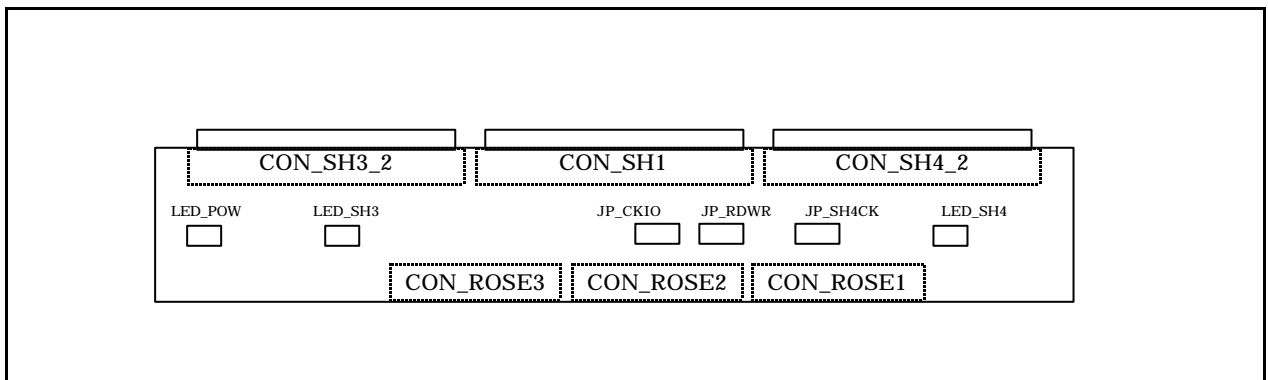 CON_SH3_2 CON_SH1 CON_SH4_2
LED_POW LED_SH3 JP_CKIO JP_RDWR JP_SH4CK LED_SH4
CON_ROSE3 CON_ROSE2 CON_ROSE1